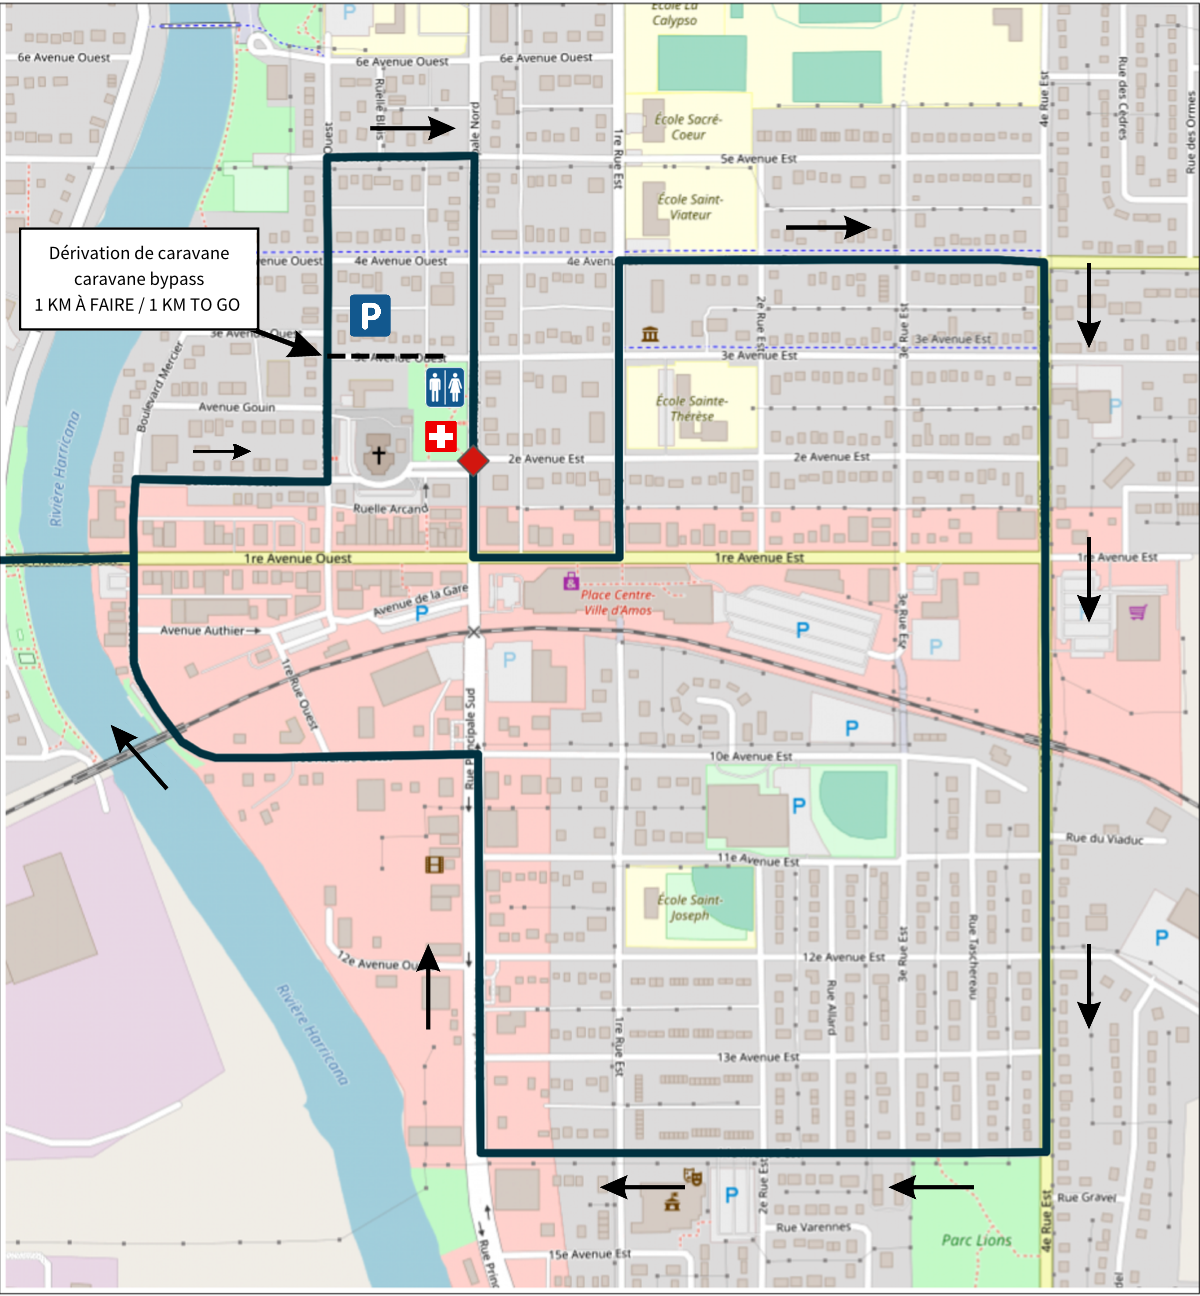 École La
Calypso
P
6e Avenue Ouest
6e Avenue Ouest
6e Avenue Ouest
Ruelle Blais
Ouest
pale Nord
1re Rue Est
École Sacré-
Coeur
4e Rue Est
Rue des Cèdres
Rue des Ormes
5e Avenue Est
École Saint-
Viateur
Dérivation de caravane
caravane bypass
1 KM À FAIRE / 1 KM TO GO
venue Ouest
4e Avenue Ouest
4e Avenu
P
3e Avenue Ouest
3e Avenue Ouest
2e Rue Est
3e Rue Est
3e Avenue Est
3e Avenue Est
Boulevard Mercier
Avenue Gouin
École Sainte-
Thérèse
P
Rivière Harricana
2e Avenue Est
2e Avenue Est
Ruelle Arcand
1re Avenue Ouest
1re Avenue Est
1re Avenue Est
Avenue de la Gare
P
Place Centre-
Ville d'Amos
P
3e Rue Est
P
Avenue Authier
P
1re Rue Ouest
Rue Principale Sud
P
10e Avenue Est
P
Rue du Viaduc
11e Avenue Est
École Saint-
Joseph
Rue Taschereau
3e Rue Est
P
12e Avenue Ou
12e Avenue Est
Rue Allard
Rivière Harricana
1re Rue Est
13e Avenue Est
2e Rue Est
P
Rue Gravel
4e Rue Est
Rue Varennes
Parc Lions
15e Avenue Est
Rue Princ
del